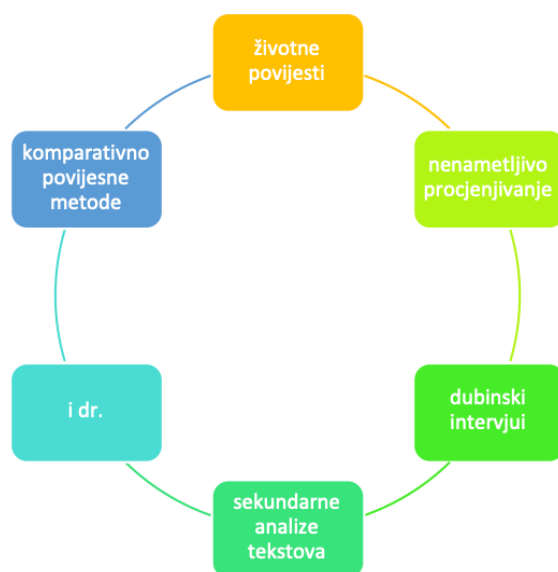 životne
povijesti
nenametljivo
procjenjivanje
dubinski
intervjui
sekundarne
analize
tekstova
i dr.
komparativno
povijesne
metode